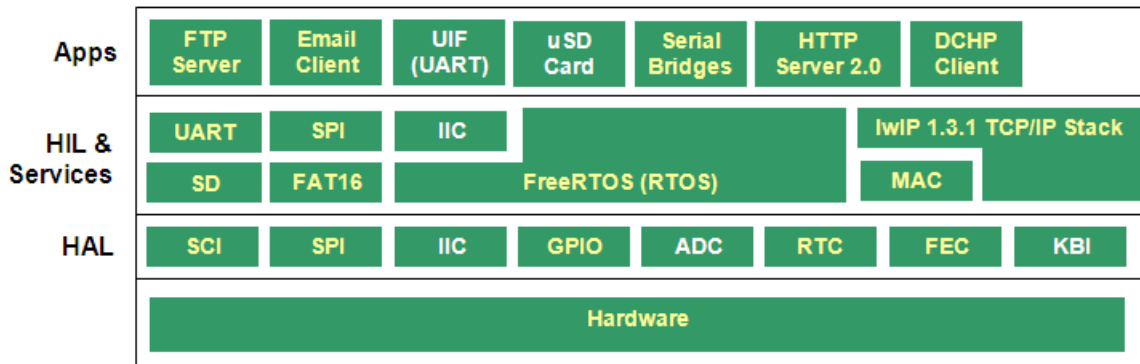 Apps
FTP
Server
Email
Client
UIF
(UART)
uSD
Card
Serial
Bridges
HTTP
Server 2.0
DCHP
Client
HIL &
Services
UART
SPI
IIC
lwIP 1.3.1 TCP/IP Stack
SD
FAT16
FreeRTOS (RTOS)
MAC
HAL
SCI
SPI
IIC
GPIO
ADC
RTC
FEC
KBI
Hardware